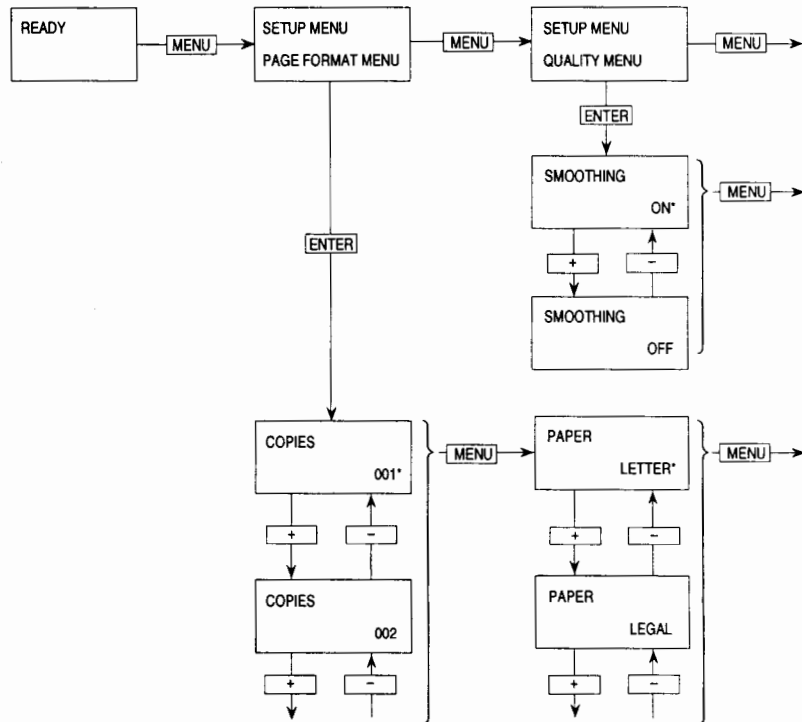 READY
MENU
SETUP MENU
PAGE FORMAT MENU
MENU
SETUP MENU
QUALITY MENU
MENU
ENTER
SMOOTHING
ON*
MENU
+
-
SMOOTHING
OFF
ENTER
COPIES
001*
MENU
PAPER
LETTER*
MENU
+
-
+
-
COPIES
002
PAPER
LEGAL
+
-
+
-